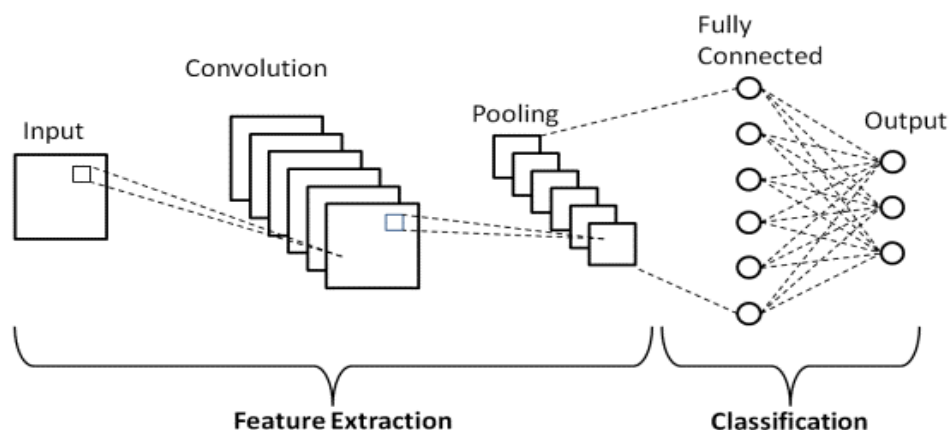 Fully
Connected
Convolution
Pooling
Input
Output
Feature Extraction
Classification